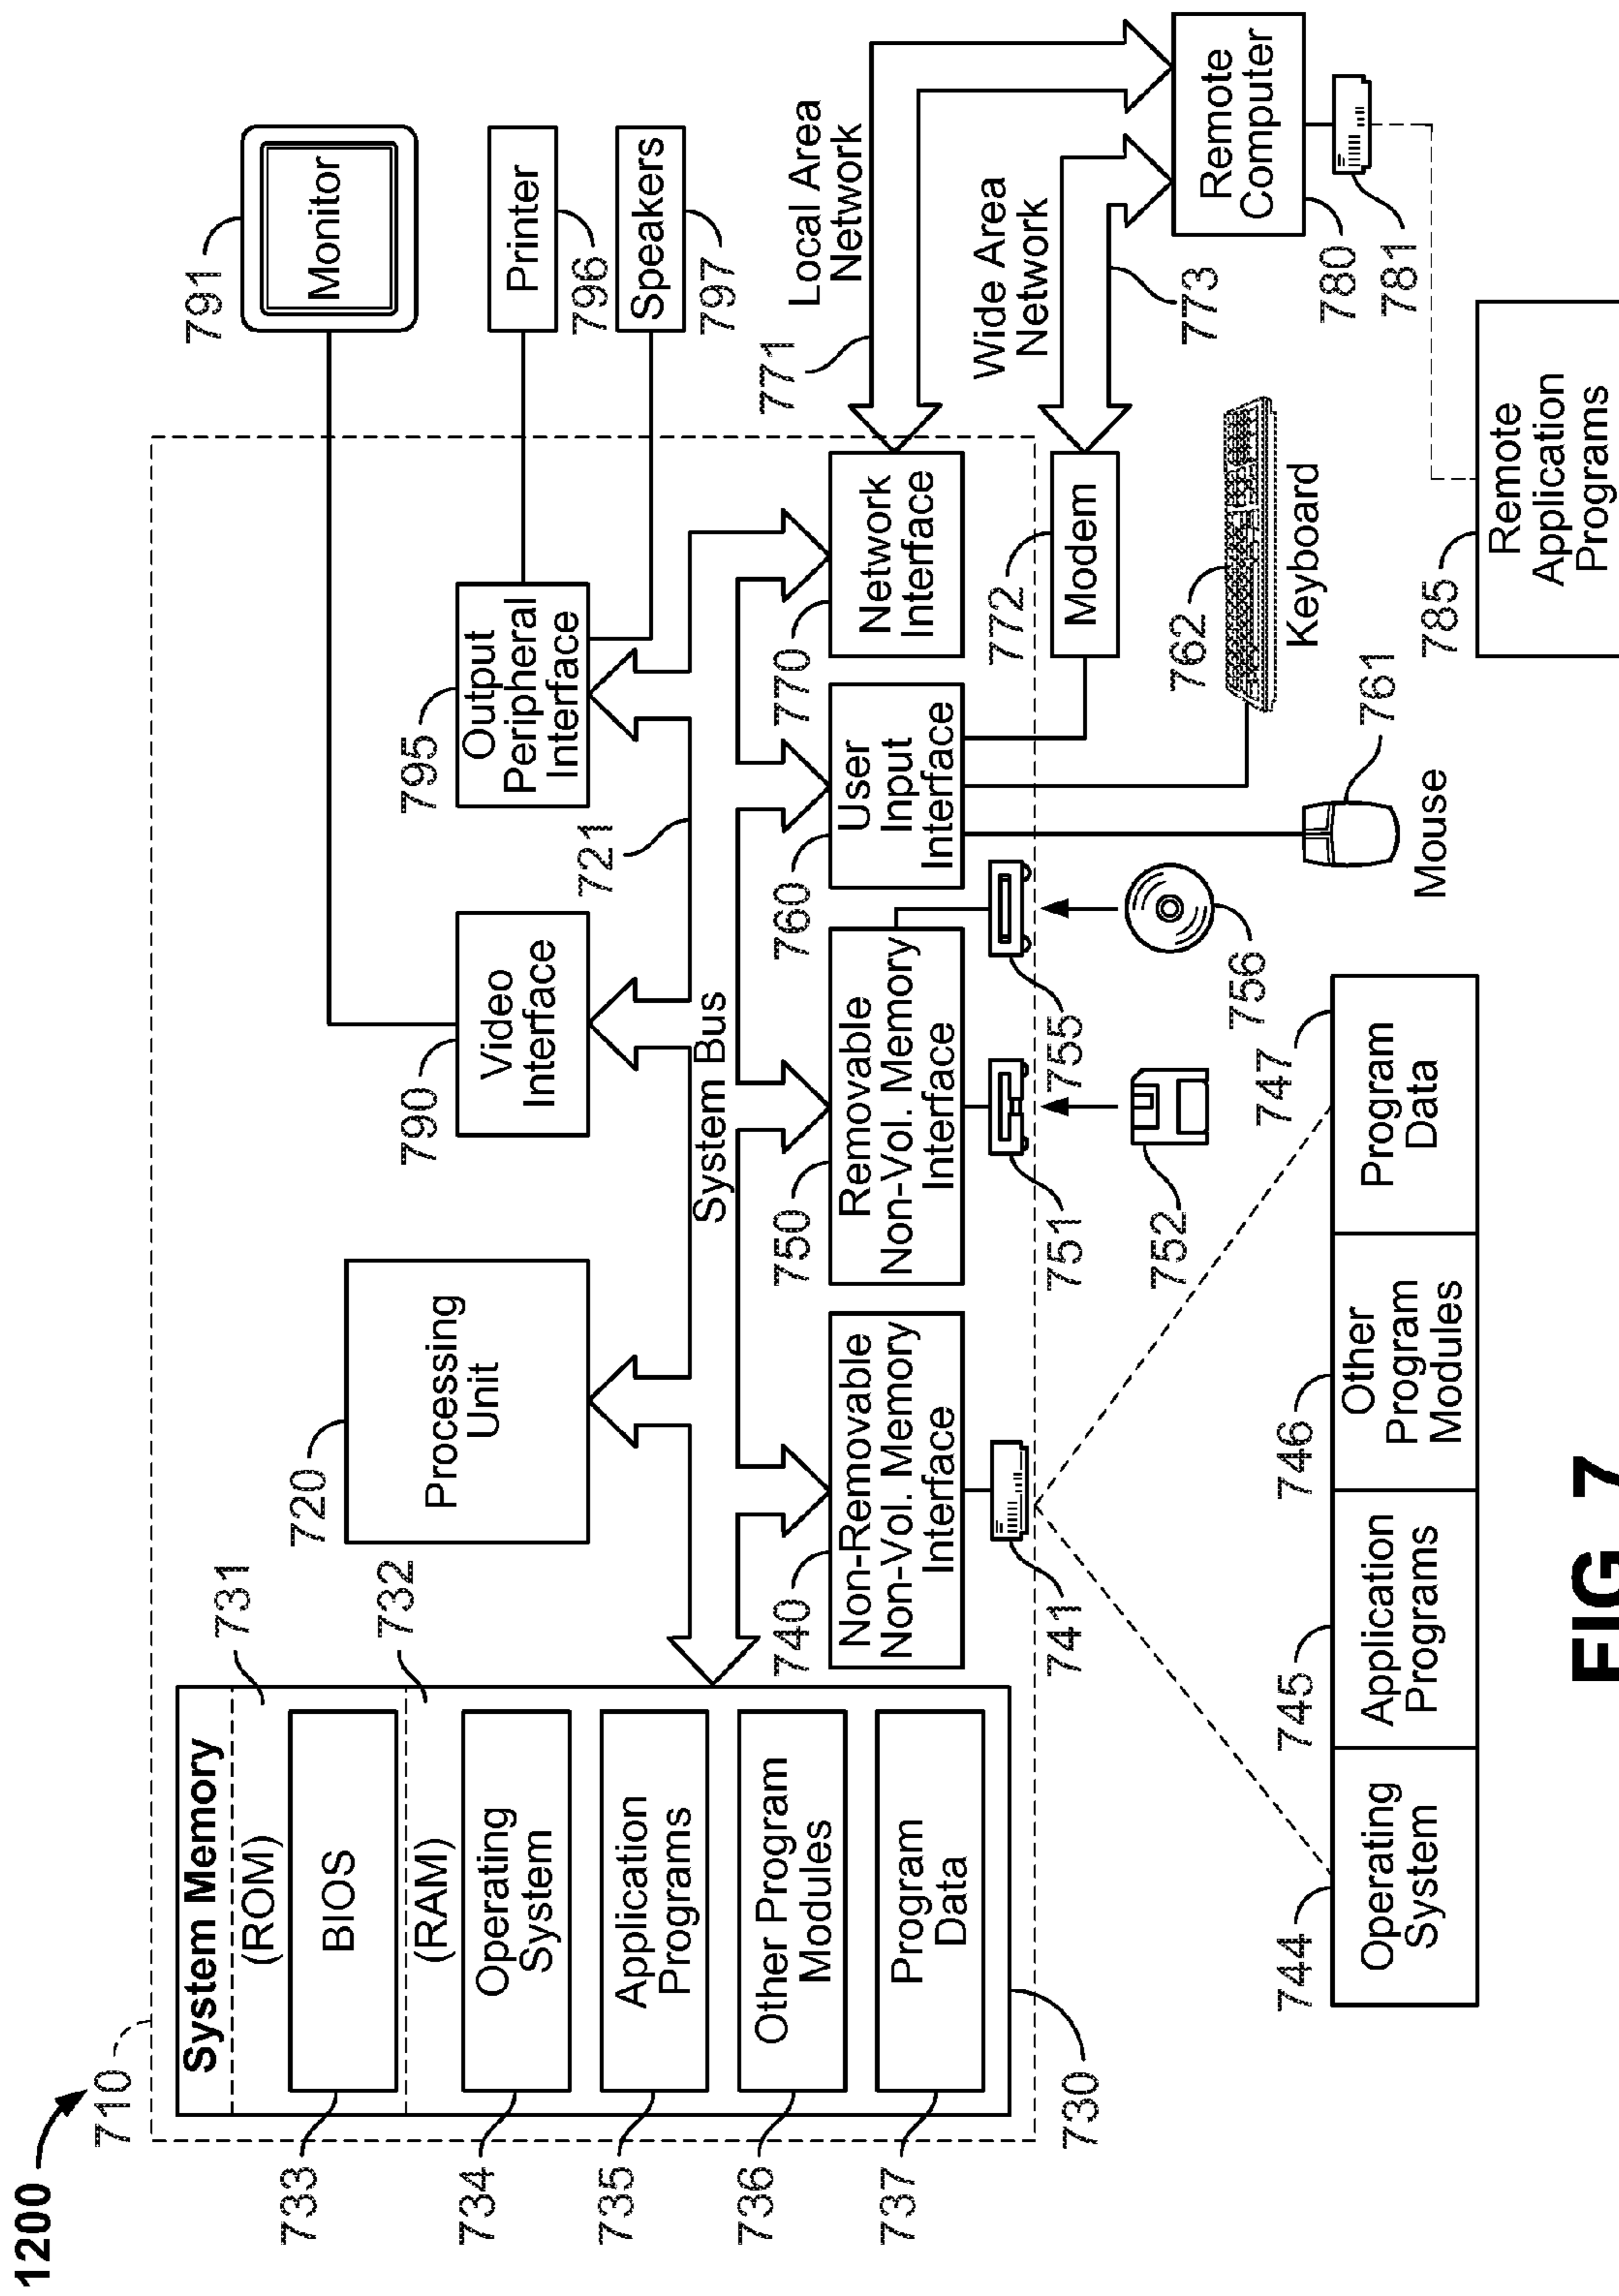 1200
710
System Memory
(ROM)
731
BIOS
733
(RAM)
732
Operating
System
734
Application
Programs
735
Other Program
Modules
736
Program
Data
737
730
720
Processing
Unit
790
Video
Interface
795
Output
Peripheral
Interface
791
Monitor
Printer
796
Speakers
797
721
System Bus
740
Non-Removable
Non-Vol. Memory
Interface
750
Removable
Non-Vol. Memory
Interface
760
User
Input
Interface
770
Network
Interface
771
Local Area
Network
741
751
755
772
Modem
Wide Area
Network
773
752
756
762
Keyboard
Remote
Computer
780
781
761
Mouse
744
Operating
System
745
Application
Programs
746
Other
Program
Modules
747
Program
Data
785
Remote
Application
Programs
FIG 7